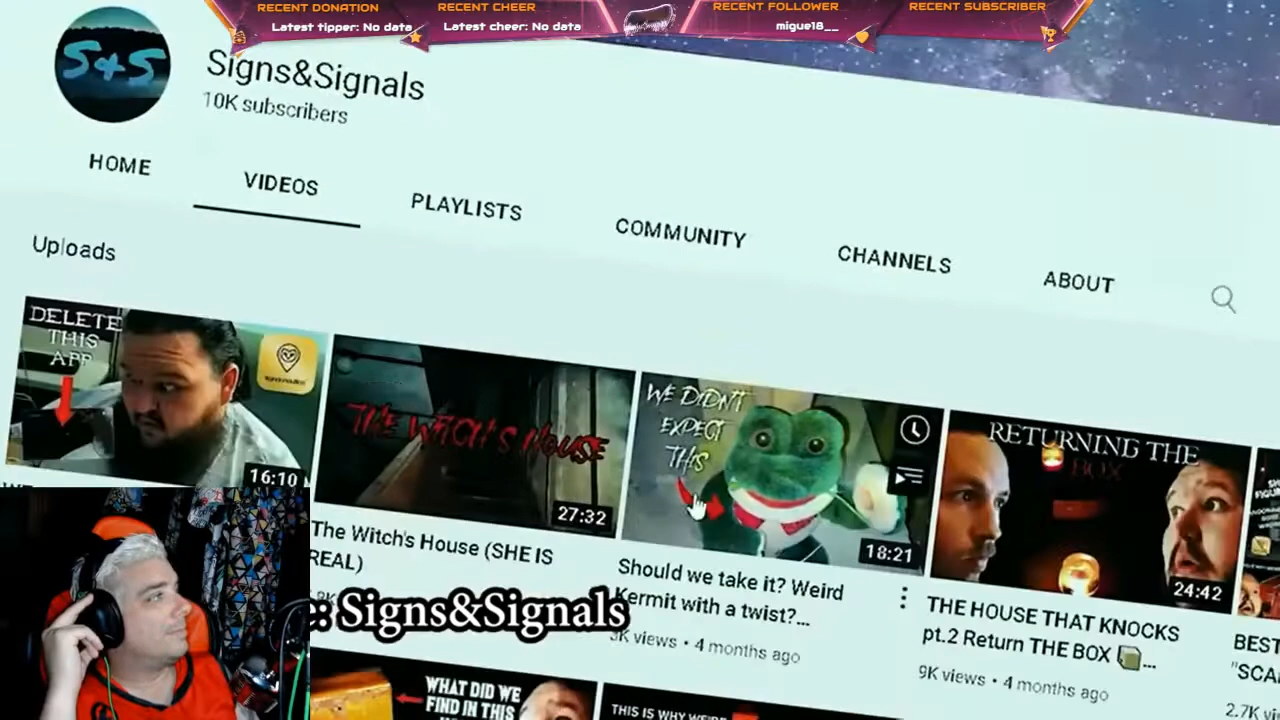 RECENT DONATION
Latest tipper: No data
RECENT CHEER
Latest cheer: No data
RECENT FOLLOWER
migue18__
RECENT SUBSCRIBER
S&S
Signs&Signals
10K subscribers
HOME
VIDEOS
PLAYLISTS
COMMUNITY
CHANNELS
ABOUT
Uploads
DELETE
THIS
APP
16:10
THE WITCH'S HOUSE
27:32
WE DIDN'T
EXPECT
THIS
18:21
RETURNING THE
BOX
24:42
The Witch's House (SHE IS
REAL)
Should we take it? Weird
Kermit with a twist?...
views • 4 months ago
THE HOUSE THAT KNOCKS
pt.2 Return THE BOX
...
9K views • 4 months ago
BEST
"SCA
2.7K
: Signs&Signals
WHAT DID WE
FIND IN THIS
THIS IS WHY